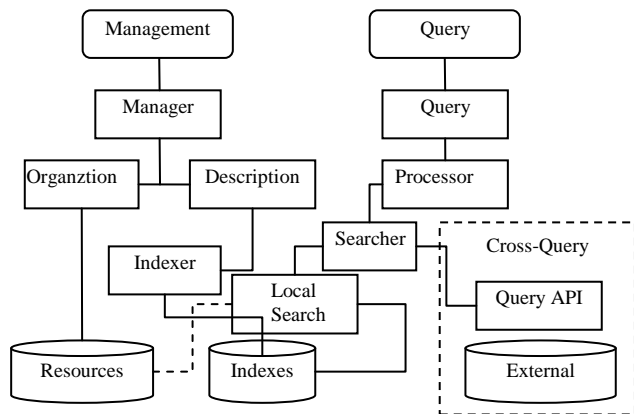 Management
Query
Manager
Query
Organztion
Description
Processor
Searcher
Cross-Query
Indexer
Local
Search
Query API
Resources
Indexes
External